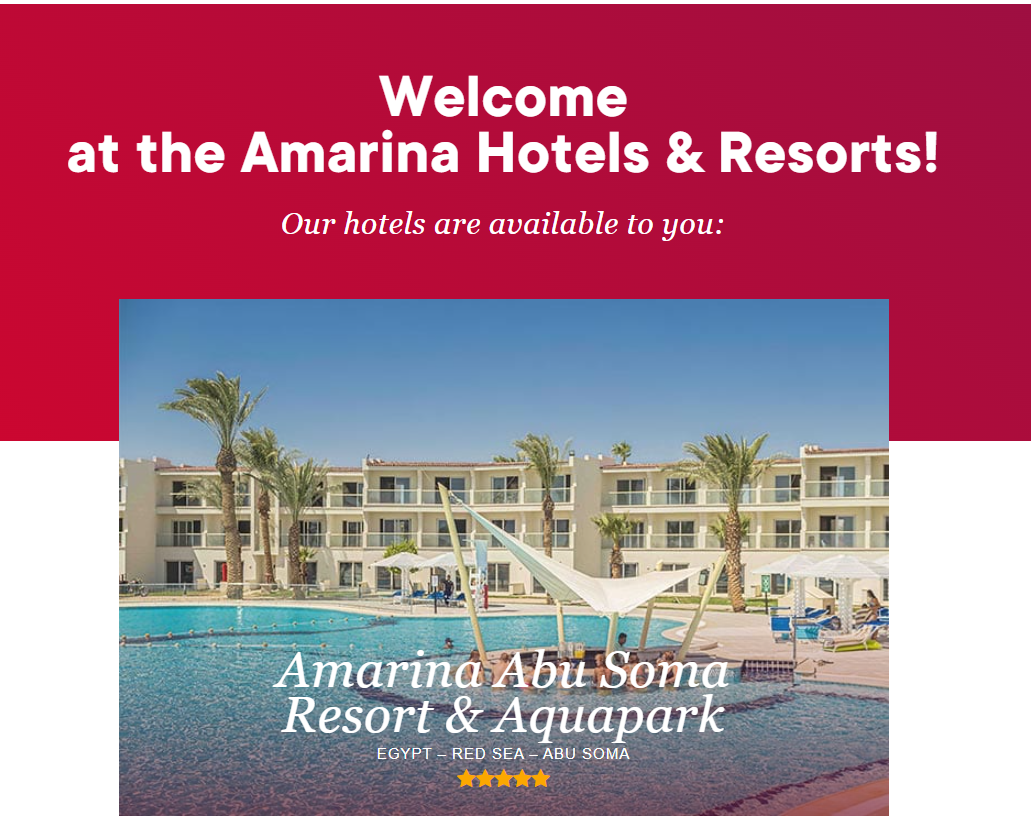 Welcome
at the Amarina Hotels & Resorts!
Our hotels are available to you:
Amarina Abu Soma
Resort & Aquapark
EGYPT – RED SEA – ABU SOMA